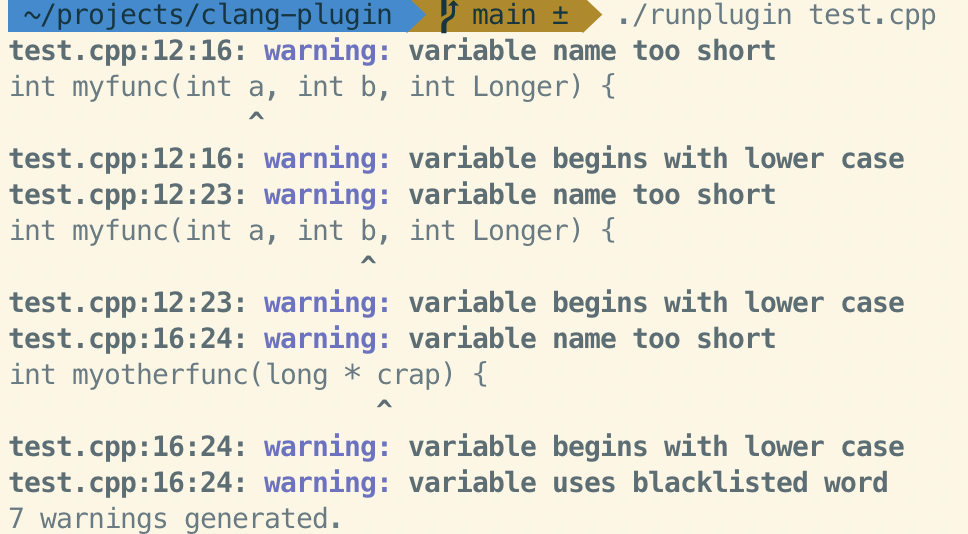 ~/projects/clang-plugin main ± ./runplugin test.cpp
test.cpp:12:16: warning: variable name too short
int myfunc(int a, int b, int Longer) {
^
test.cpp:12:16: warning: variable begins with lower case
test.cpp:12:23: warning: variable name too short
int myfunc(int a, int b, int Longer) {
^
test.cpp:12:23: warning: variable begins with lower case
test.cpp:16:24: warning: variable name too short
int myotherfunc(long * crap) {
^
test.cpp:16:24: warning: variable begins with lower case
test.cpp:16:24: warning: variable uses blacklisted word
7 warnings generated.